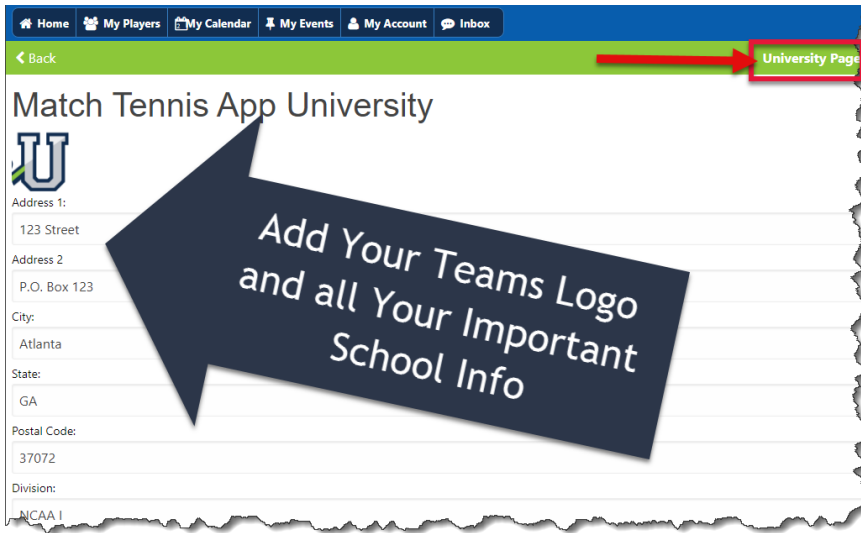 Home My Players My Calendar My Events My Account Inbox
Back University Page
Match Tennis App University
U
Address 1:
123 Street
Address 2
P.O. Box 123
City:
Atlanta
State:
GA
Postal Code:
37072
Division:
NCAA I
Add Your Teams Logo
and all Your Important
School Info